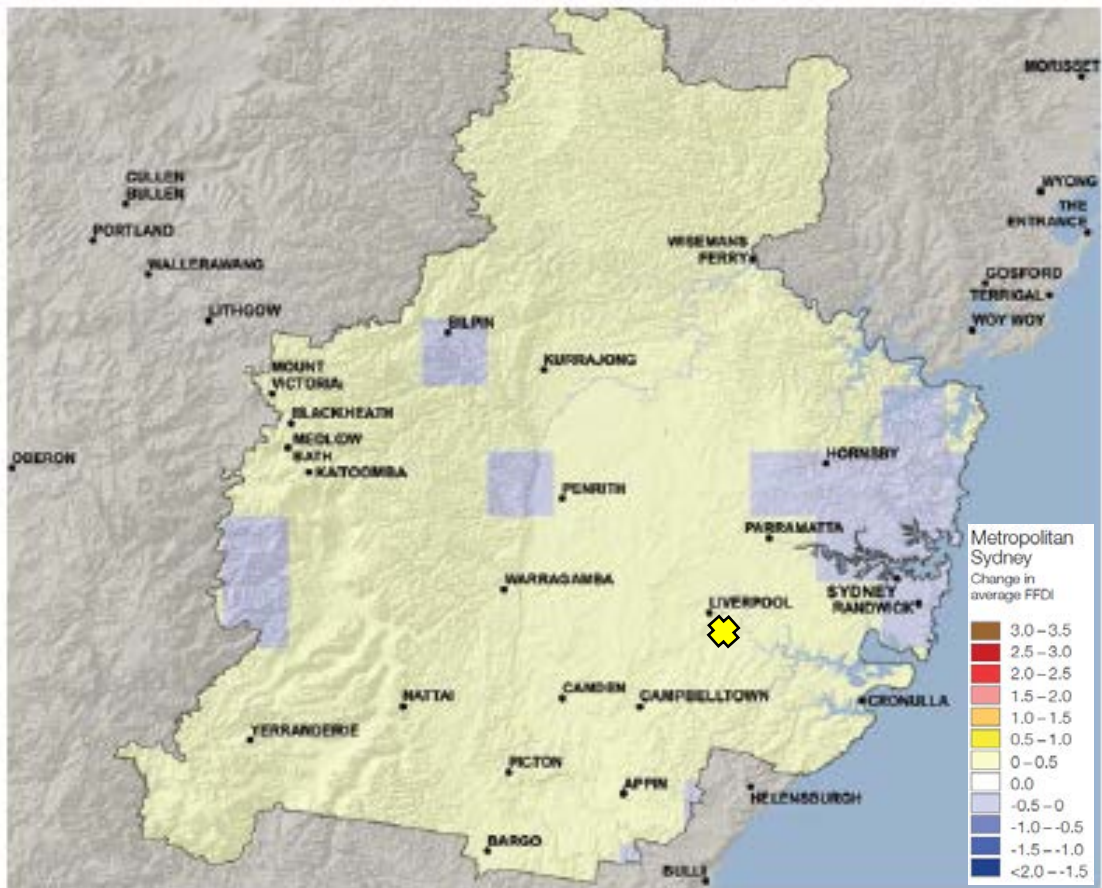 MORISSET
CULLEN
BULLEN
WYONG
THE
ENTRANCE
PORTLAND
WISEMANS
FERRY
WALLERAWANG
GOSFORD
TERRIGAL
LITHGOW
BILPIN
WOY WOY
KURRAJONG
MOUNT
VICTORIA
BLACKHEATH
MEDLOW
BATH
OBERON
HORNSBY
KATOOMBA
PENRITH
PARRAMATTA
WARRAGAMBA
SYDNEY
LIVERPOOL
RANDWICK
NATTAI
CAMDEN
CAMPBELLTOWN
CRONULLA
YERRANDERIE
PICTON
APPIN
HELENSBURGH
BARGO
BULLI
Metropolitan
Sydney
Change in
average FFDI
3.0 – 3.5
2.5 – 3.0
2.0 – 2.5
1.5 – 2.0
1.0 – 1.5
0.5 – 1.0
0 – 0.5
0.0
-0.5 – 0
-1.0 – -0.5
-1.5 – -1.0
<2.0 – -1.5